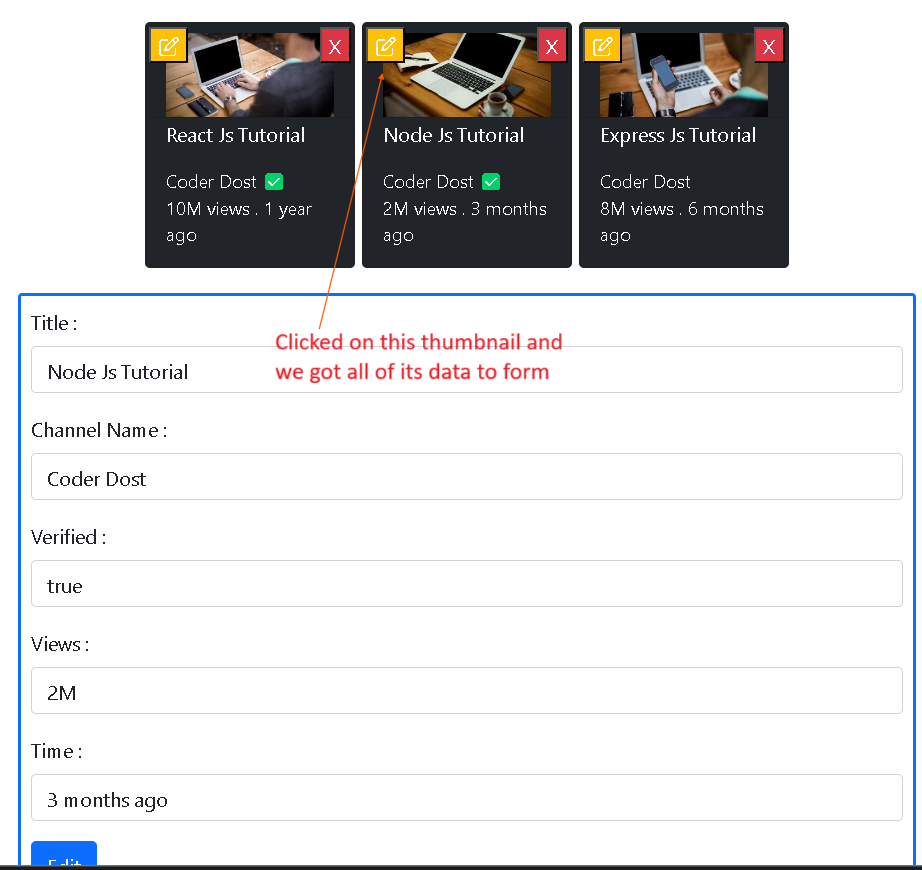 X
X
X
React Js Tutorial
Node Js Tutorial
Express Js Tutorial
Coder Dost
10M views . 1 year
ago
Coder Dost
2M views . 3 months
ago
Coder Dost
8M views . 6 months
ago
Clicked on this thumbnail and
we got all of its data to form
Title :
Node Js Tutorial
Channel Name :
Coder Dost
Verified :
true
Views :
2M
Time :
3 months ago
Edit